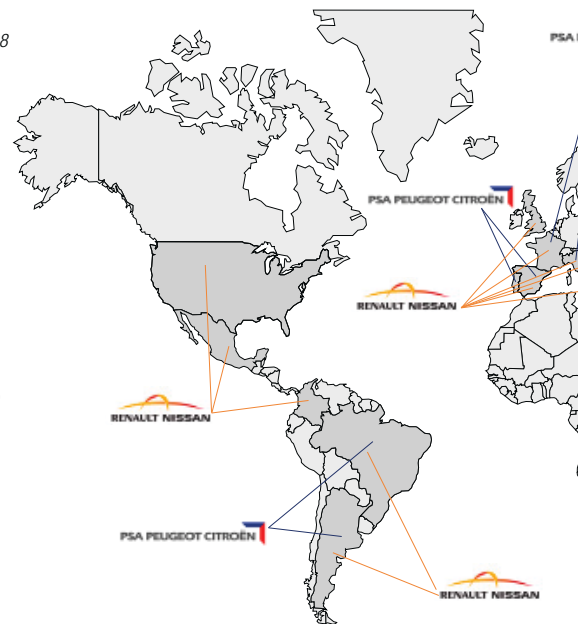 8
PSA
PSA PEUGEOT CITROËN
RENAULT NISSAN
RENAULT NISSAN
PSA PEUGEOT CITROËN
RENAULT NISSAN